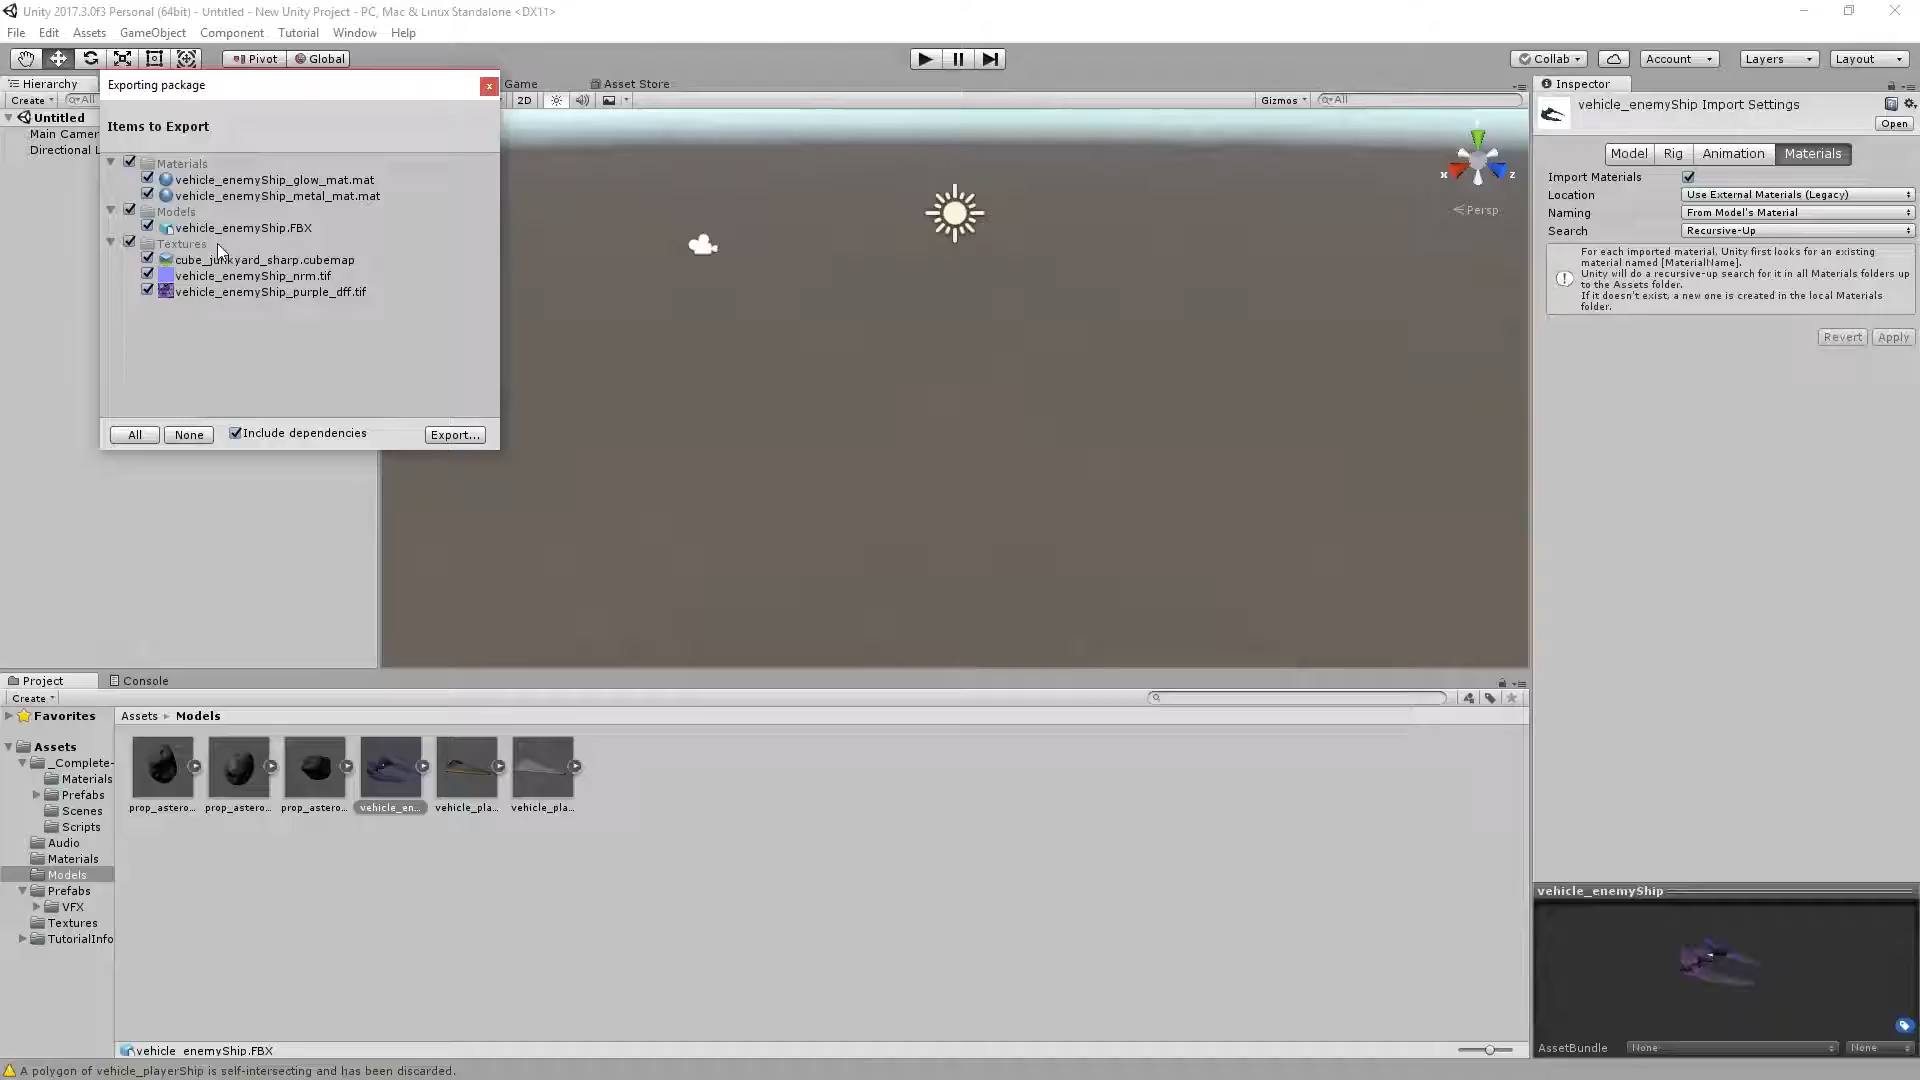 Unity 2017.3.0f3 Personal (64bit) - Untitled - New Unity Project - PC, Mac & Linux Standalone <DX11>
File Edit Assets GameObject Component Tutorial Window Help
Pivot Global Collab Account Layers Layout
Hierarchy
Create All
Untitled
Main Camer
Directional L
Exporting package
x
Items to Export
Materials
vehicle_enemyShip_glow_mat.mat
vehicle_enemyShip_metal_mat.mat
Models
vehicle_enemyShip.FBX
Textures
cube_junkyard_sharp.cubemap
vehicle_enemyShip_nrm.tif
vehicle_enemyShip_purple_dff.tif
All None Include dependencies Export...
Game Asset Store
2D Gizmos All
x z
Persp
Inspector
vehicle_enemyShip Import Settings
Open
Model Rig Animation Materials
Import Materials
Location Use External Materials (Legacy)
Naming From Model's Material
Search Recursive-Up
For each imported material, Unity first looks for an existing
material named [MaterialName].
Unity will do a recursive-up search for it in all Materials folders up
to the Assets folder.
If it doesn't exist, a new one is created in the local Materials
folder.
Revert Apply
Project Console
Create
Favorites
Assets
_Complete-
Materials
Prefabs
Scenes
Scripts
Audio
Materials
Models
Prefabs
VFX
Textures
TutorialInfo
Assets Models
prop_astero... prop_astero... prop_astero... vehicle_en... vehicle_pla... vehicle_pla...
vehicle_enemyShip.FBX
vehicle_enemyShip
AssetBundle None None
A polygon of vehicle_playerShip is self-intersecting and has been discarded.